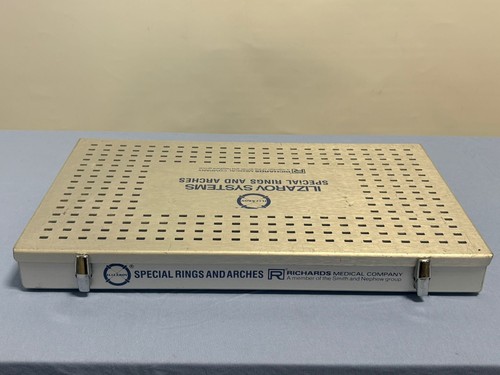 ILIZAROV SYSTEMS
SPECIAL RINGS AND ARCHES
RICHARDS
SPECIAL RINGS AND ARCHES
R
RICHARDS MEDICAL COMPANY
A member of the Smith and Nephew group